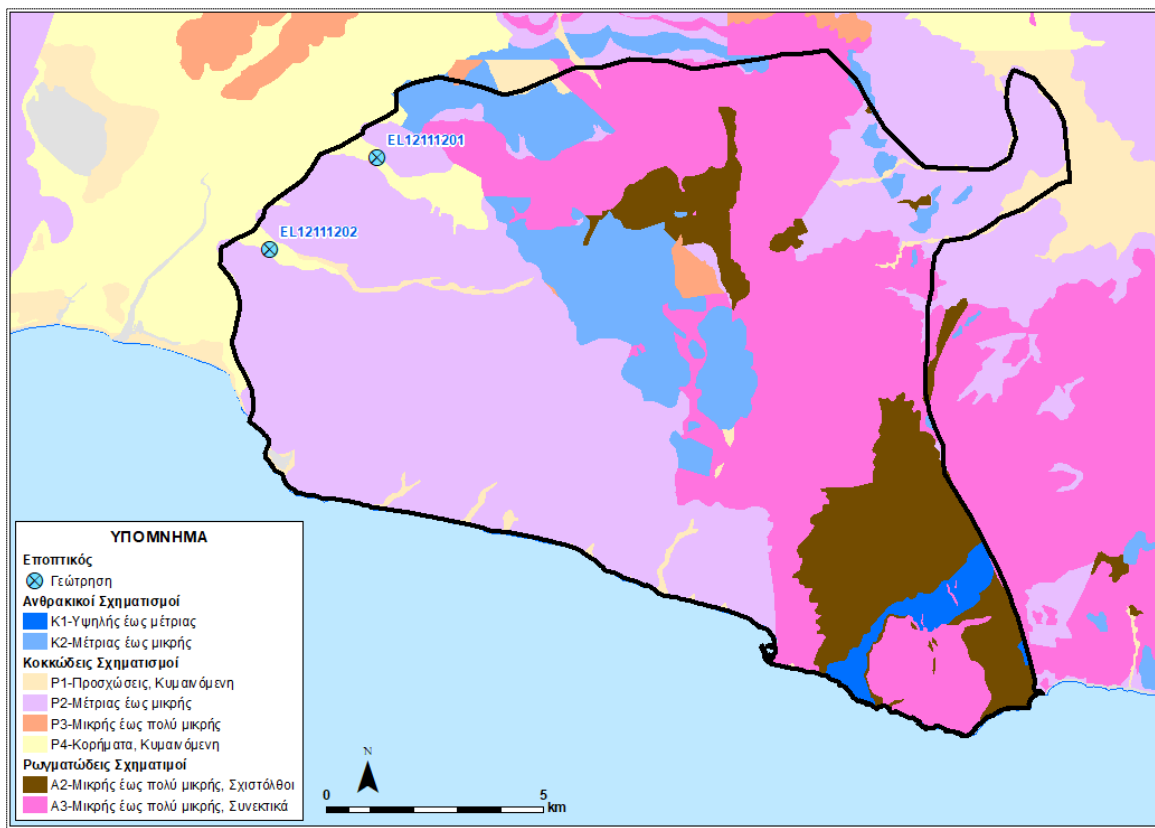 EL12111201
EL12111202
ΥΠΟΜΝΗΜΑ
Εποπτικός
Γεώτρηση
Ανθρακικοί Σχηματισμοί
Κ1-Υψηλής έως μέτριας
Κ2-Μέτριας έως μικρής
Κοκκώδεις Σχηματισμοί
Ρ1-Προσχώσεις, Κυμαινόμενη
Ρ2-Μέτριας έως μικρής
Ρ3-Μικρής έως πολύ μικρής
Ρ4-Κορήματα, Κυμαινόμενη
Ρωγματώδεις Σχηματιμοί
Α2-Μικρής έως πολύ μικρής, Σχιστόλθοι
Α3-Μικρής έως πολύ μικρής, Συνεκτικά
N
0 5
km